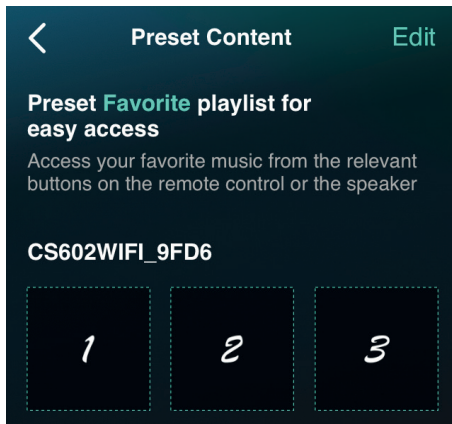 Preset Content Edit
Preset Favorite playlist for
easy access
Access your favorite music from the relevant
buttons on the remote control or the speaker
CS602WIFI_9FD6
1 2 3